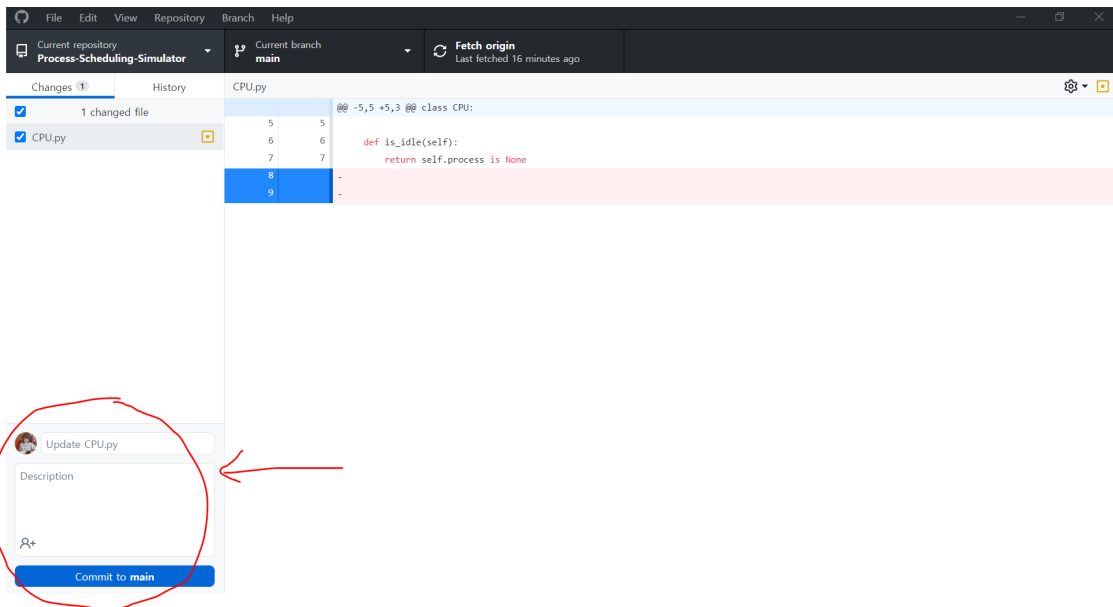 File Edit View Repository Branch Help
Current repository
Process-Scheduling-Simulator
Current branch
main
Fetch origin
Last fetched 16 minutes ago
Changes 1 History
CPU.py
1 changed file
CPU.py
@@ -5,5 +5,3 @@ class CPU:
5 5
6 6 def is_idle(self):
7 7 return self.process is None
8 -
9 -
Update CPU.py
Description
Commit to main